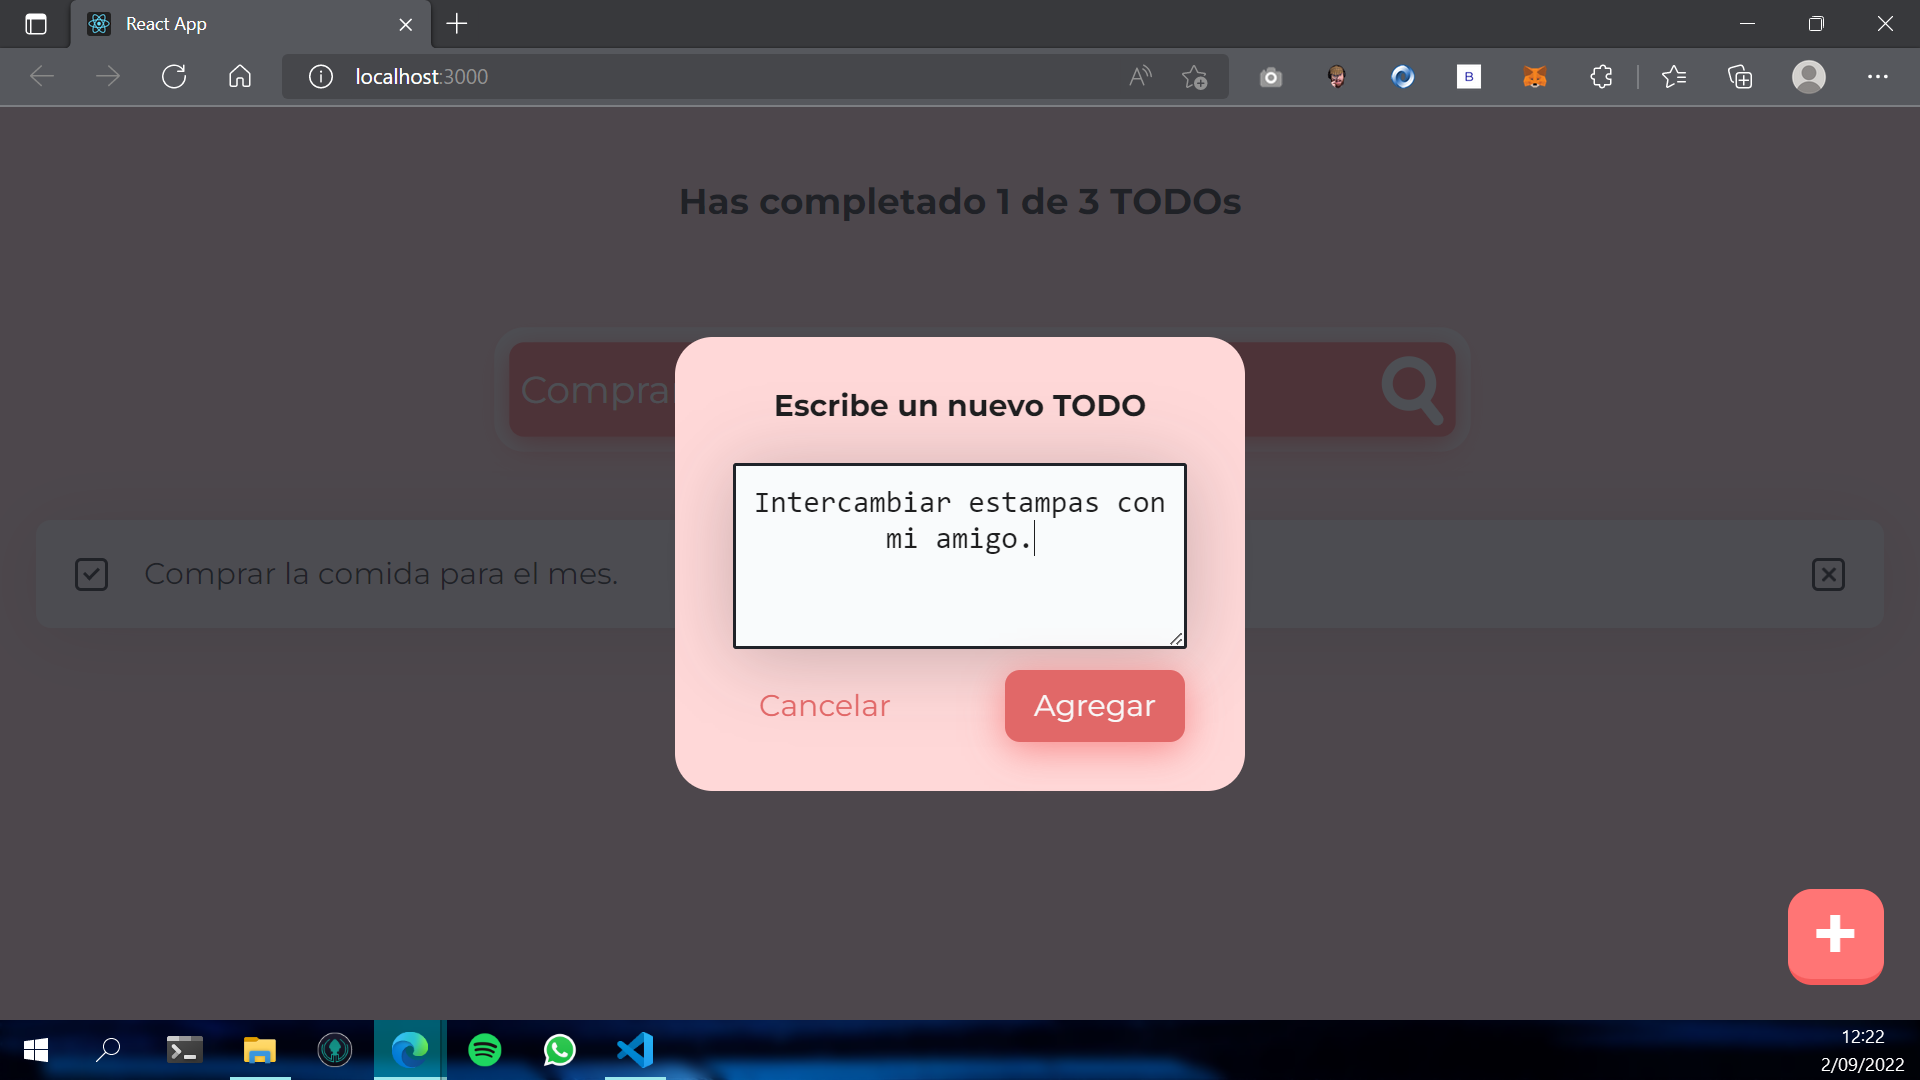 React App
localhost:3000
Has completado 1 de 3 TODOs
Comprar
Escribe un nuevo TODO
Intercambiar estampas con
mi amigo.
Comprar la comida para el mes.
Cancelar
Agregar
12:22
2/09/2022